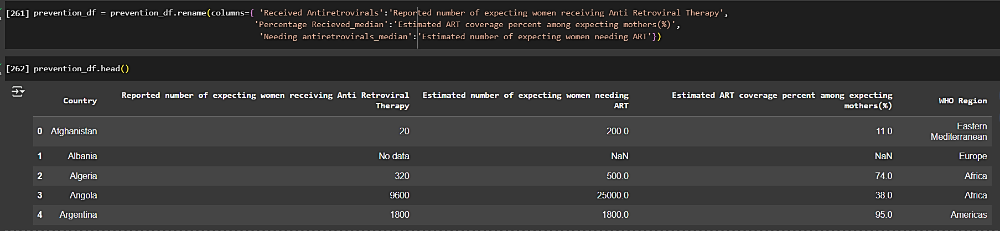 [261] prevention_df = prevention_df.rename(columns={ 'Received Antiretrovirals':'Reported number of expecting women receiving Anti Retroviral Therapy',
'Percentage Recieved_median':'Estimated ART coverage percent among expecting mothers(%)',
'Needing antiretrovirals_median':'Estimated number of expecting women needing ART'})
[262] prevention_df.head()
Country Reported number of expecting women receiving Anti Retroviral Therapy Estimated number of expecting women needing ART Estimated ART coverage percent among expecting mothers(%) WHO Region
0 Afghanistan 20 200.0 11.0 Eastern Mediterranean
1 Albania No data NaN NaN Europe
2 Algeria 320 500.0 74.0 Africa
3 Angola 9600 25000.0 38.0 Africa
4 Argentina 1800 1800.0 95.0 Americas